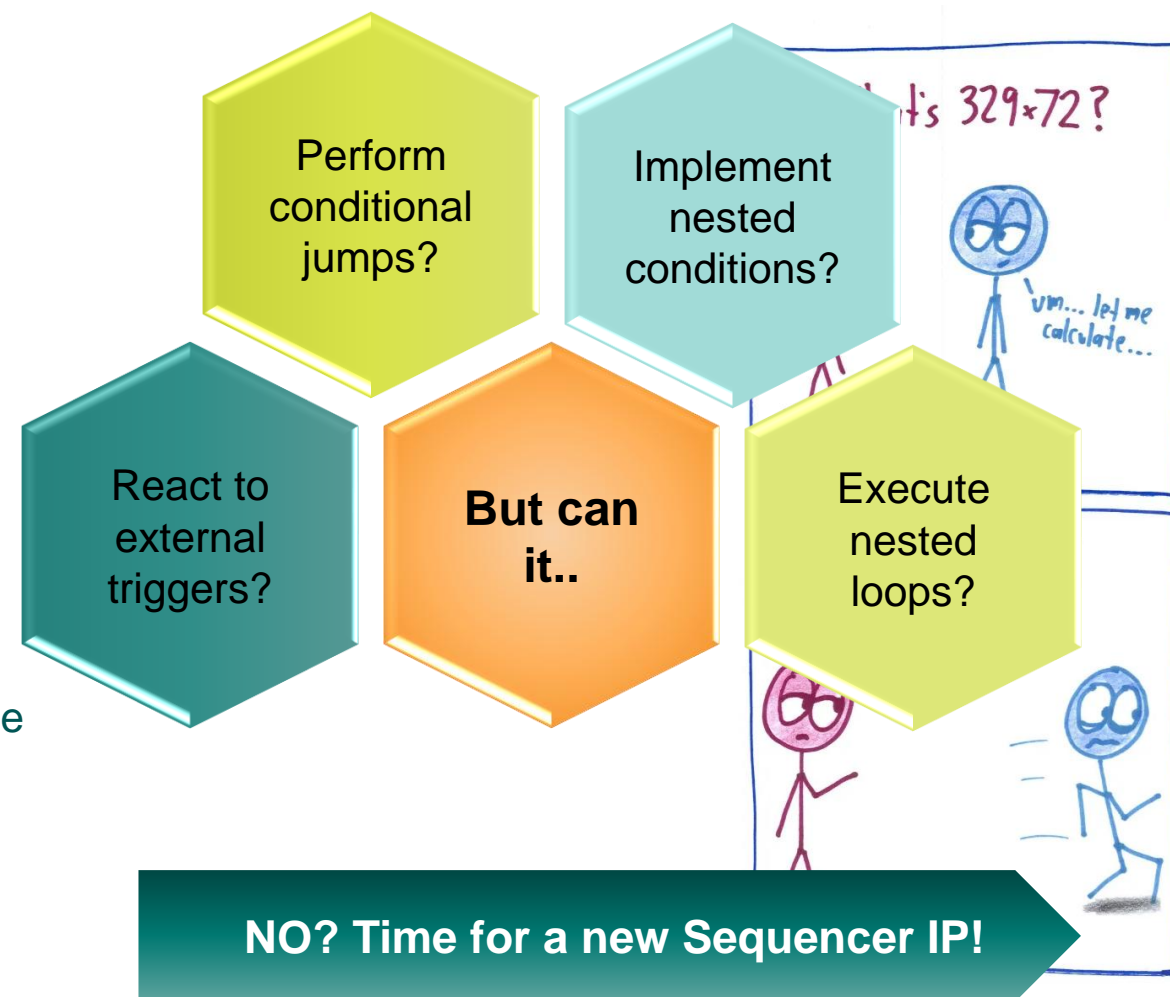 Perform
conditional
jumps?
Implement
nested
conditions?
't's 329×72?
um... let me
calculate...
React to
external
triggers?
But can
it..
Execute
nested
loops?
e
NO? Time for a new Sequencer IP!